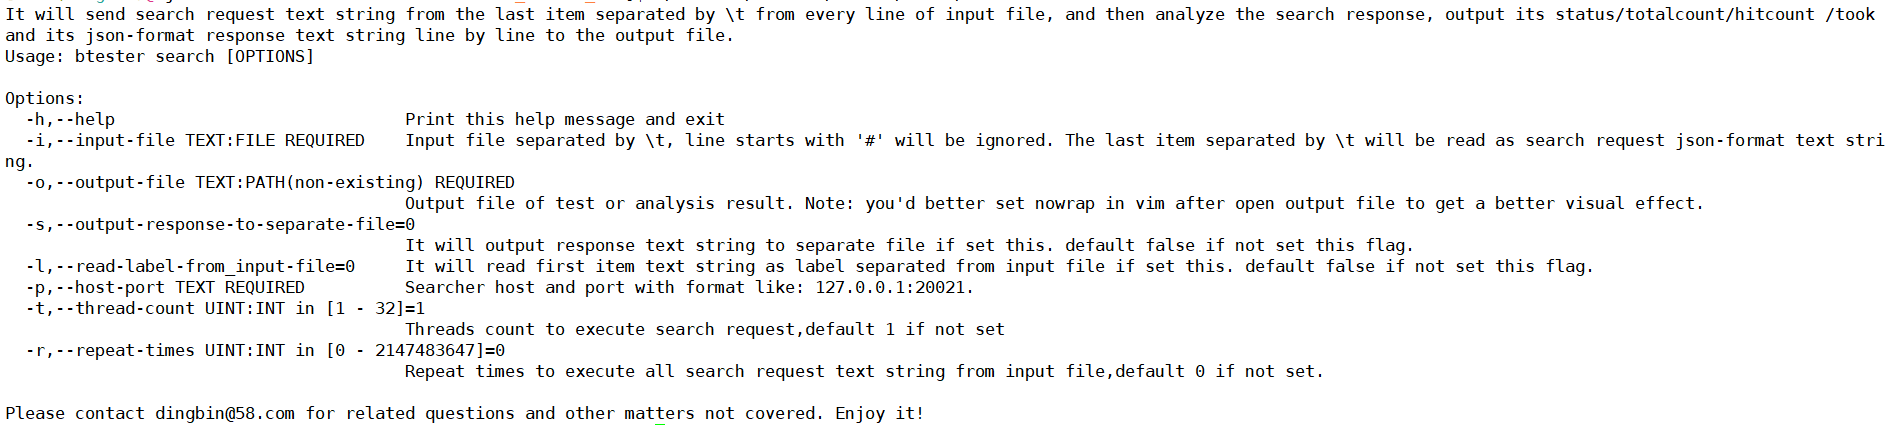 It will send search request text string from the last item separated by \t from every line of input file, and then analyze the search response, output its status/totalcount/hitcount /took
and its json-format response text string line by line to the output file.
Usage: btester search [OPTIONS]

Options:
  -h,--help                             Print this help message and exit
  -i,--input-file TEXT:FILE REQUIRED    Input file separated by \t, line starts with '#' will be ignored. The last item separated by \t will be read as search request json-format text stri
ng.
  -o,--output-file TEXT:PATH(non-existing) REQUIRED
                                        Output file of test or analysis result. Note: you'd better set nowrap in vim after open output file to get a better visual effect.
  -s,--output-response-to-separate-file=0
                                        It will output response text string to separate file if set this. default false if not set this flag.
  -l,--read-label-from_input-file=0     It will read first item text string as label separated from input file if set this. default false if not set this flag.
  -p,--host-port TEXT REQUIRED          Searcher host and port with format like: 127.0.0.1:20021.
  -t,--thread-count UINT:INT in [1 - 32]=1
                                        Threads count to execute search request,default 1 if not set
  -r,--repeat-times UINT:INT in [0 - 2147483647]=0
                                        Repeat times to execute all search request text string from input file,default 0 if not set.

Please contact dingbin@58.com for related questions and other matters not covered. Enjoy it!